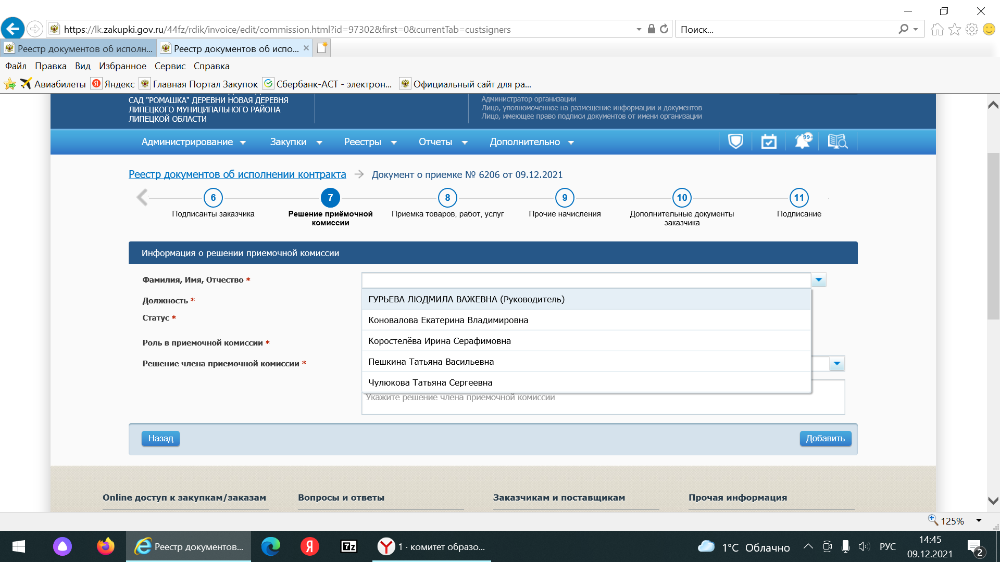 https://lk.zakupki.gov.ru/44fz/rdik/invoice/edit/commission.html?id=97302&first=0&currentTab=custsigners
Поиск...
Реестр документов об исполн...
Реестр документов об испо...
Файл Правка Вид Избранное Сервис Справка
Авиабилеты Яндекс Главная Портал Закупок Сбербанк-АСТ - электрон... Официальный сайт для ра...
САД "РОМАШКА" ДЕРЕВНИ НОВАЯ ДЕРЕВНЯ
ЛИПЕЦКОГО МУНИЦИПАЛЬНОГО РАЙОНА
ЛИПЕЦКОЙ ОБЛАСТИ
Администратор организации
Лицо, уполномоченное на размещение информации и документов
Лицо, имеющее право подписи документов от имени организации
Администрирование Закупки Реестры Отчеты Дополнительно
99+
Реестр документов об исполнении контракта Документ о приемке № 6206 от 09.12.2021
6 7 8 9 10 11
Подписанты заказчика
Решение приёмочной
комиссии
Приемка товаров, работ, услуг
Прочие начисления
Дополнительные документы
заказчика
Подписание
Информация о решении приемочной комиссии
Фамилия, Имя, Отчество *
Должность *
Статус *
Роль в приемочной комиссии *
Решение члена приемочной комиссии *
ГУРЬЕВА ЛЮДМИЛА ВАЖЕВНА (Руководитель)
Коновалова Екатерина Владимировна
Коростелёва Ирина Серафимовна
Пешкина Татьяна Васильевна
Чулюкова Татьяна Сергеевна
Укажите решение члена приемочной комиссии
Назад
Добавить
Online доступ к закупкам/заказам
Вопросы и ответы
Заказчикам и поставщикам
Прочая информация
125%
Реестр документов...
Я
7z
1 · комитет образо...
1°C Облачно
РУС
14:45
09.12.2021
2